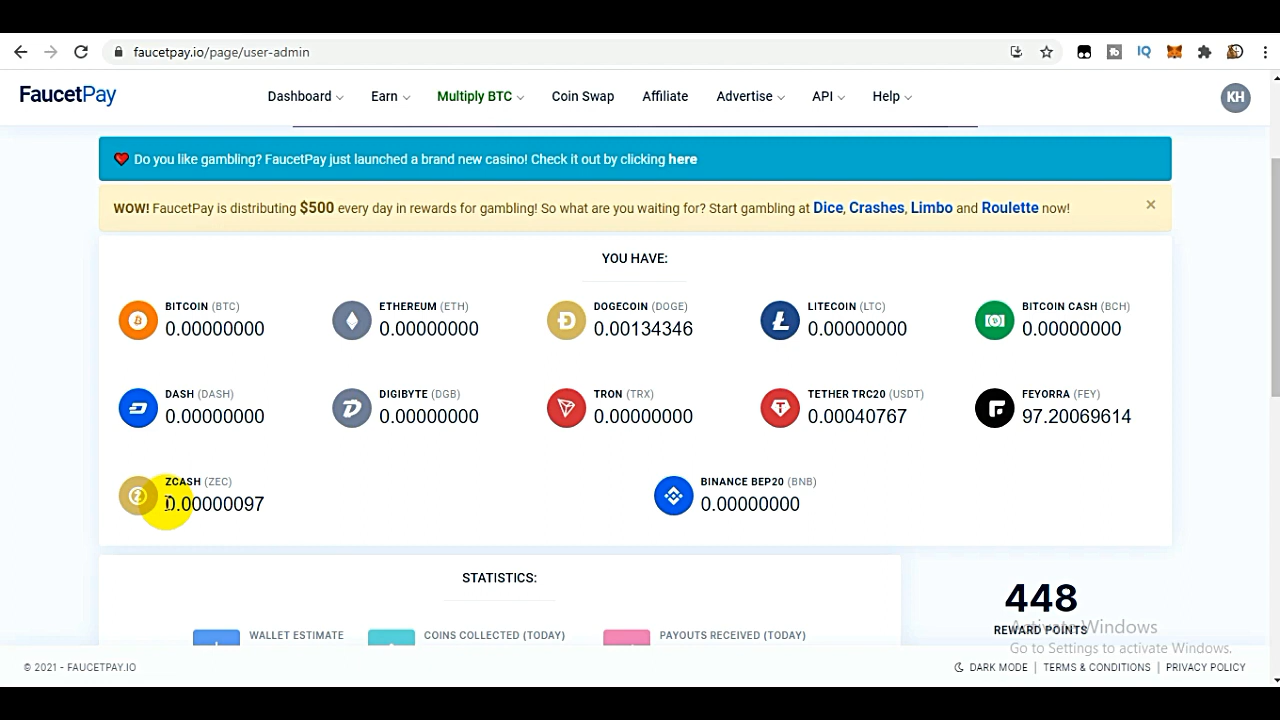 faucetpay.io/page/user-admin
FaucetPay
Dashboard Earn Multiply BTC Coin Swap Affiliate Advertise API Help KH
Do you like gambling? FaucetPay just launched a brand new casino! Check it out by clicking here
WOW! FaucetPay is distributing $500 every day in rewards for gambling! So what are you waiting for? Start gambling at Dice, Crashes, Limbo and Roulette now! ×
YOU HAVE:
BITCOIN (BTC)
0.00000000
ETHEREUM (ETH)
0.00000000
DOGECOIN (DOGE)
0.00134346
LITECOIN (LTC)
0.00000000
BITCOIN CASH (BCH)
0.00000000
DASH (DASH)
0.00000000
DIGIBYTE (DGB)
0.00000000
TRON (TRX)
0.00000000
TETHER TRC20 (USDT)
0.00040767
FEYORRA (FEY)
97.20069614
ZCASH (ZEC)
0.00000097
BINANCE BEP20 (BNB)
0.00000000
STATISTICS:
WALLET ESTIMATE
COINS COLLECTED (TODAY)
PAYOUTS RECEIVED (TODAY)
448
REWARD POINTS
Activate Windows
Go to Settings to activate Windows.
© 2021 - FAUCETPAY.IO
DARK MODE | TERMS & CONDITIONS | PRIVACY POLICY